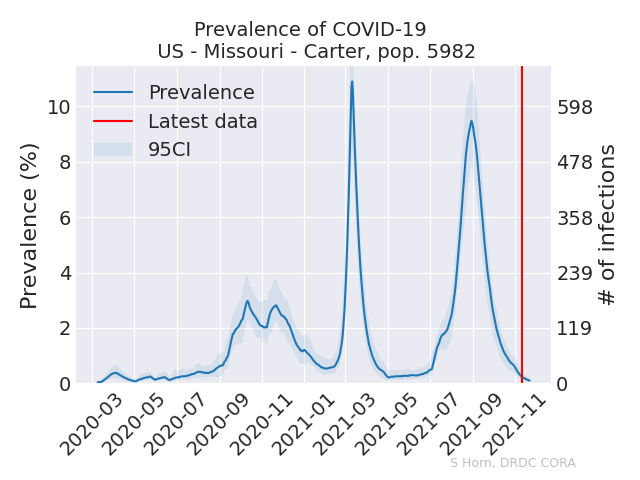 Prevalence of COVID-19
US - Missouri - Carter, pop. 5982
Prevalence
Latest data
95CI
Prevalence (%)
10
8
6
4
2
0
598
478
358
239
119
0
# of infections
2020-03
2020-05
2020-07
2020-09
2020-11
2021-01
2021-03
2021-05
2021-07
2021-09
2021-11
S Horn, DRDC CORA